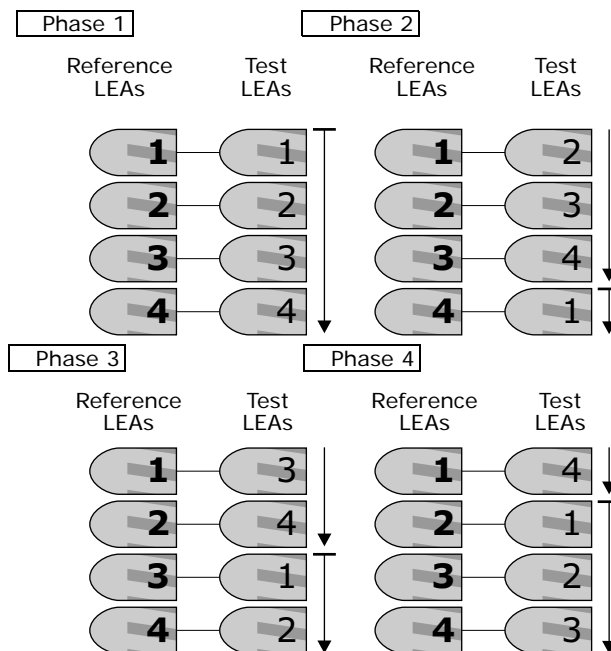 Phase 1
Phase 2
Reference LEAs
Test LEAs
Reference LEAs
Test LEAs
1 1
2 2
3 3
4 4
1 2
2 3
3 4
4 1
Phase 3
Phase 4
Reference LEAs
Test LEAs
Reference LEAs
Test LEAs
1 3
2 4
3 1
4 2
1 4
2 1
3 2
4 3